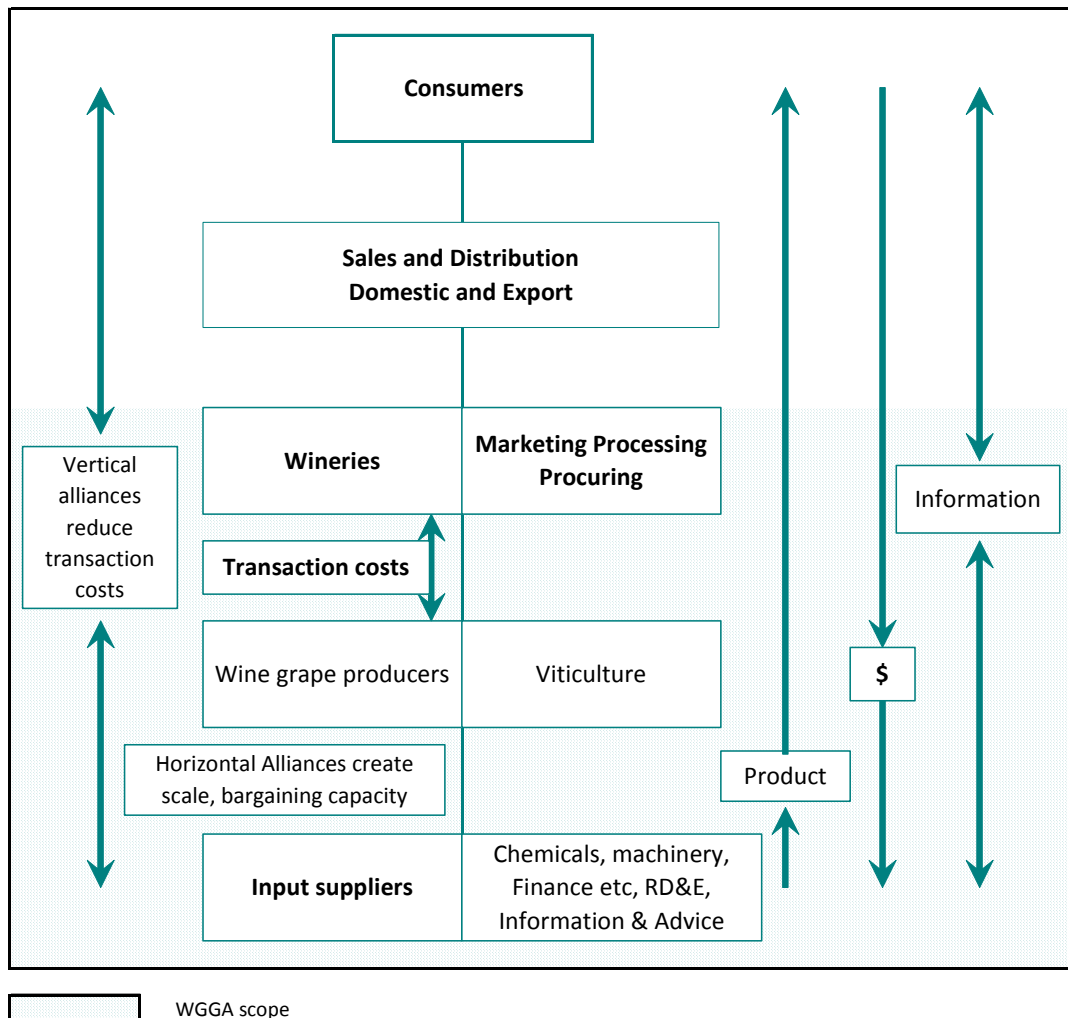 Consumers
Sales and Distribution
Domestic and Export
Wineries
Marketing Processing
Procuring
Vertical
alliances
reduce
transaction
costs
Information
Transaction costs
Wine grape producers
Viticulture
$
Horizontal Alliances create
scale, bargaining capacity
Product
Input suppliers
Chemicals, machinery,
Finance etc, RD&E,
Information & Advice
WGGA scope